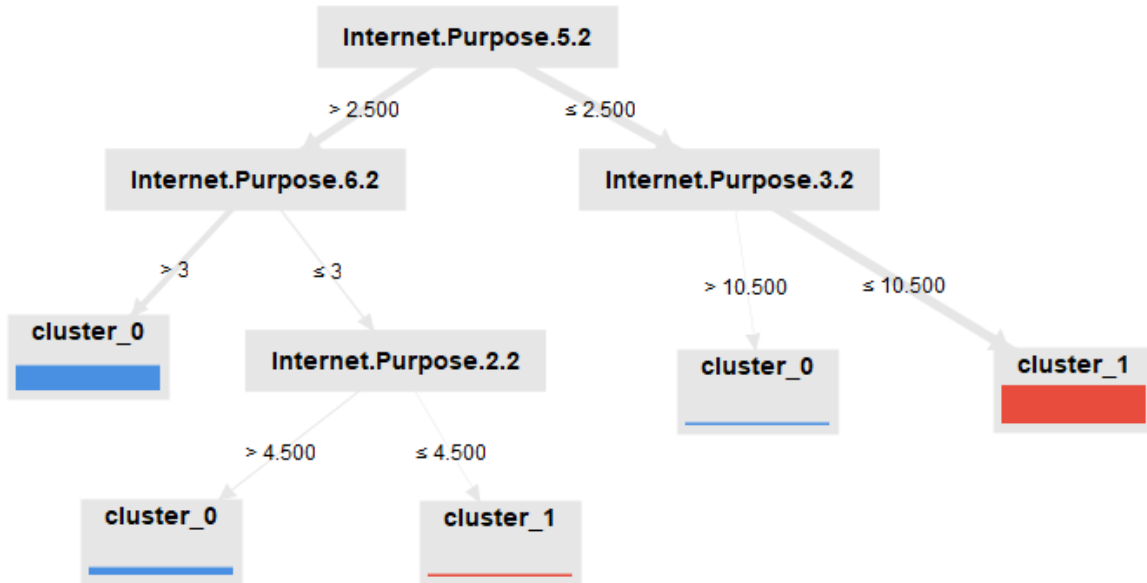 Internet.Purpose.5.2
> 2.500
≤ 2.500
Internet.Purpose.6.2
Internet.Purpose.3.2
> 3
≤ 3
> 10.500
≤ 10.500
cluster_0
Internet.Purpose.2.2
cluster_0
cluster_1
> 4.500
≤ 4.500
cluster_0
cluster_1